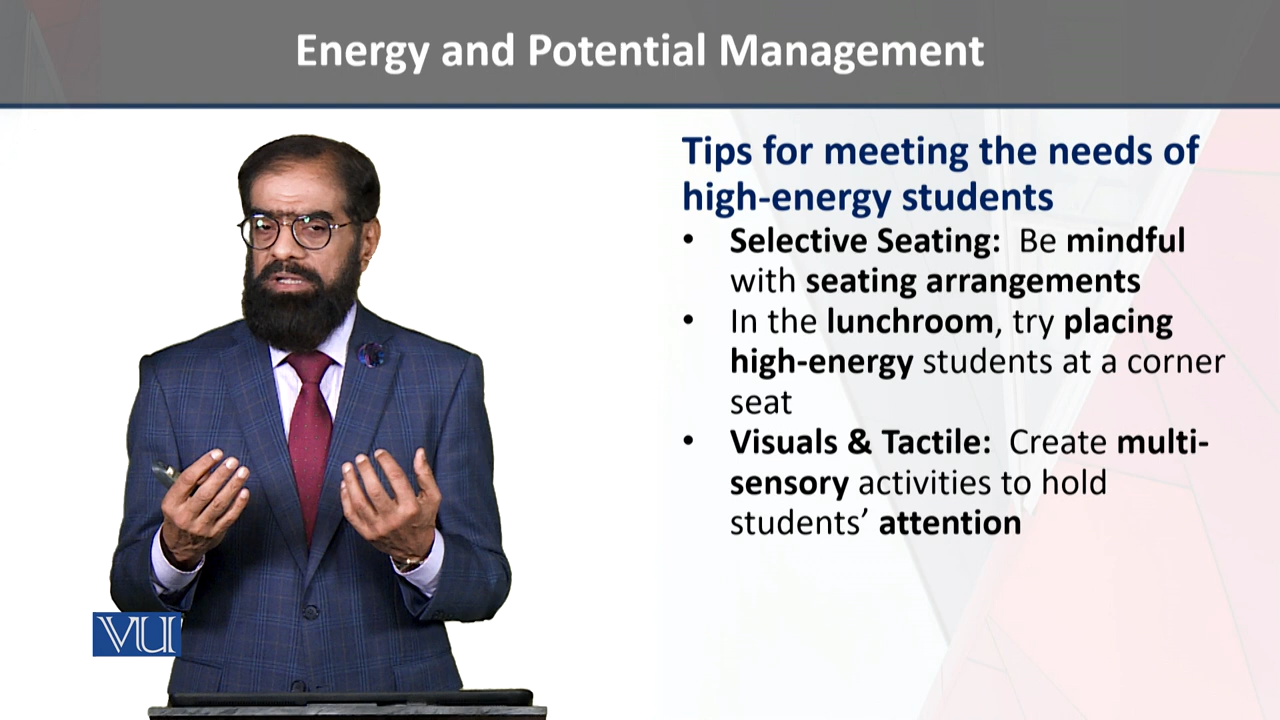 Energy and Potential Management
Tips for meeting the needs of
high-energy students
• Selective Seating: Be mindful
with seating arrangements
• In the lunchroom, try placing
high-energy students at a corner
seat
• Visuals & Tactile: Create multi-
sensory activities to hold
students’ attention
VU